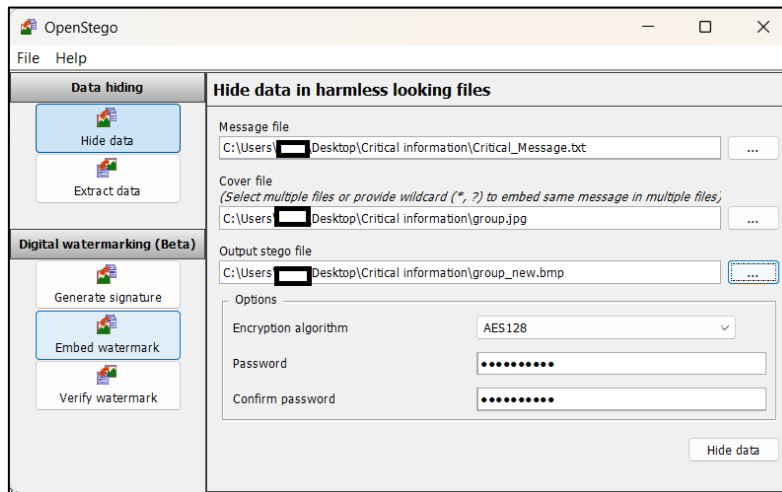 OpenStego
File Help
Data hiding
Hide data
Extract data
Digital watermarking (Beta)
Generate signature
Embed watermark
Verify watermark
Hide data in harmless looking files
Message file
C:\Users\ \Desktop\Critical information\Critical_Message.txt
...
Cover file
(Select multiple files or provide wildcard (*, ?) to embed same message in multiple files)
C:\Users\ \Desktop\Critical information\group.jpg
...
Output stego file
C:\Users\ Desktop\Critical information\group_new.bmp
...
Options
Encryption algorithm AES128
Password ••••••••••
Confirm password ••••••••••
Hide data